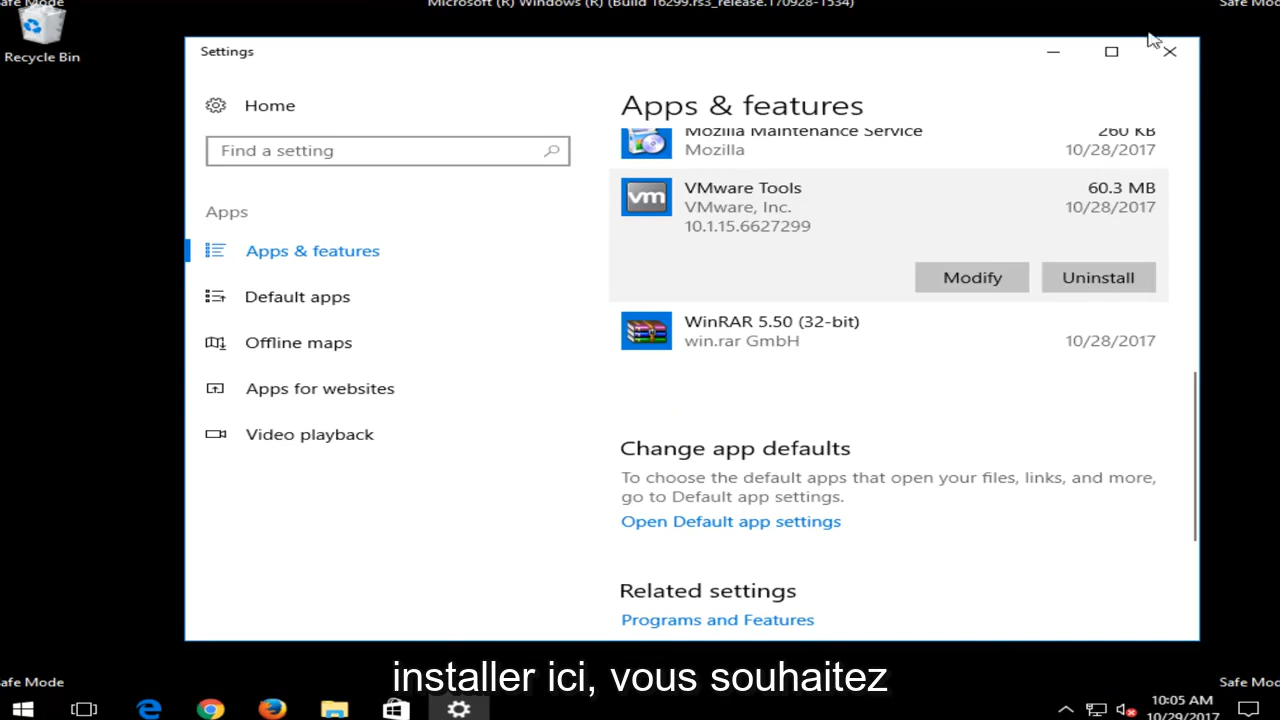 afe Mode
Microsoft (R) Windows (R) (Build 16299.rs3_release.170928-1534)
Safe Mod
Recycle Bin
Settings
Home
Find a setting
Apps
Apps & features
Default apps
Offline maps
Apps for websites
Video playback
Apps & features
Mozilla Maintenance Service
260 KB
Mozilla
10/28/2017
vm
VMware Tools
60.3 MB
VMware, Inc.
10/28/2017
10.1.15.6627299
Modify
Uninstall
WinRAR 5.50 (32-bit)
win.rar GmbH
10/28/2017
Change app defaults
To choose the default apps that open your files, links, and more,
go to Default app settings.
Open Default app settings
Related settings
Programs and Features
installer ici, vous souhaitez
afe Mode
Safe Mod
10:05 AM
10/29/2017